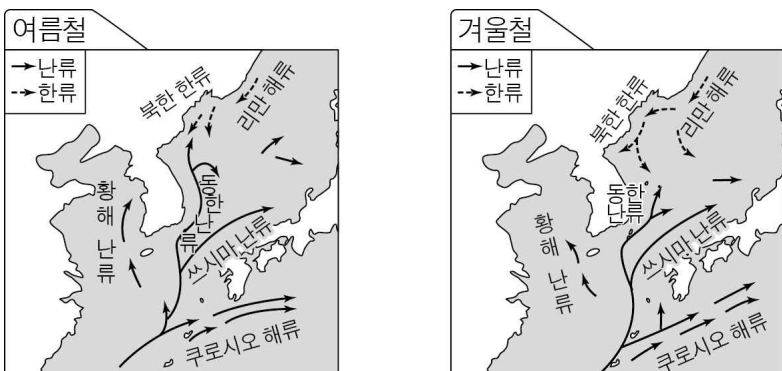 여름철
난류
한류
북한 한류
리만 해류
황해 난류
동한 난류
쓰시마 난류
쿠로시오 해류
겨울철
난류
한류
북한 한류
리만 해류
동한
난류
황해 난류
쓰시마 난류
쿠로시오 해류